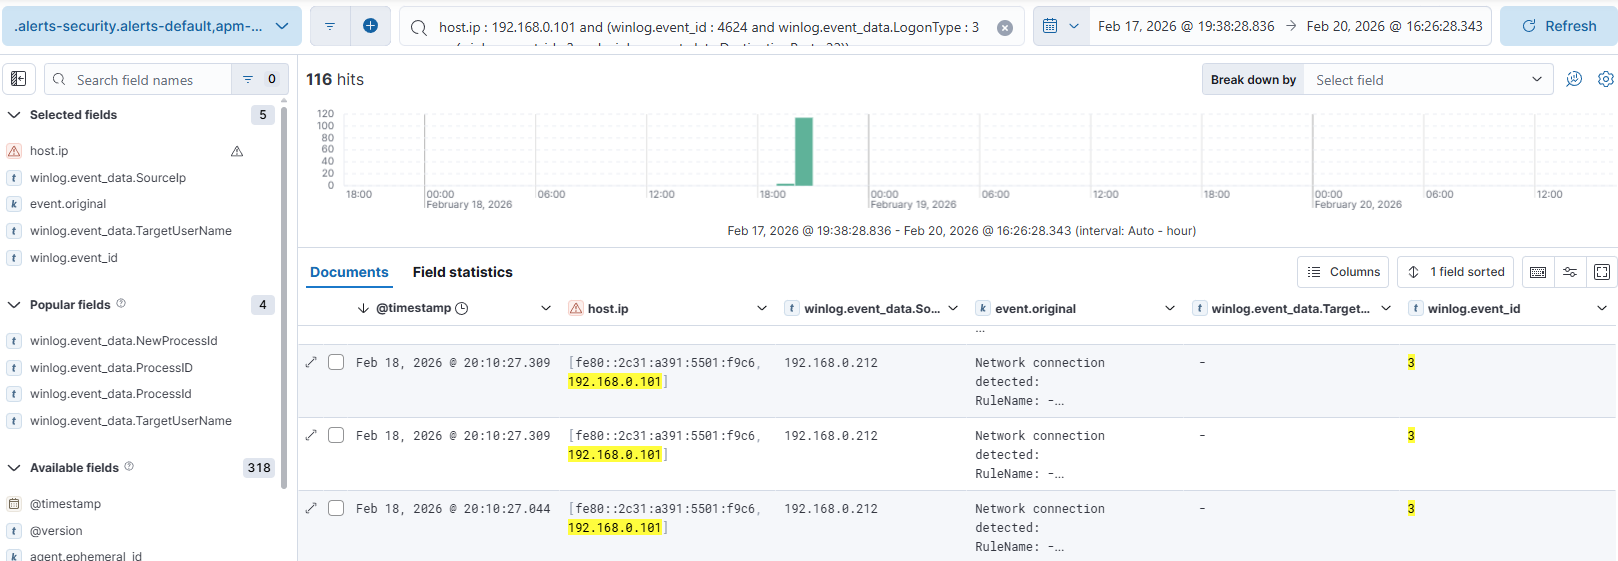 .alerts-security.alerts-default,apm-...
host.ip : 192.168.0.101 and (winlog.event_id : 4624 and winlog.event_data.LogonType : 3
Feb 17, 2026 @ 19:38:28.836 → Feb 20, 2026 @ 16:26:28.343
Refresh
Search field names
0
Selected fields 5
host.ip
winlog.event_data.SourceIp
event.original
winlog.event_data.TargetUserName
winlog.event_id
Popular fields 4
winlog.event_data.NewProcessId
winlog.event_data.ProcessID
winlog.event_data.ProcessId
winlog.event_data.TargetUserName
Available fields 318
@timestamp
@version
agent.ephemeral_id
116 hits
Break down by Select field
120
100
80
60
40
20
0
18:00 00:00 06:00 12:00 18:00 00:00 06:00 12:00 18:00 00:00 06:00 12:00
February 18, 2026 February 19, 2026 February 20, 2026
Feb 17, 2026 @ 19:38:28.836 - Feb 20, 2026 @ 16:26:28.343 (interval: Auto - hour)
Documents Field statistics
Columns 1 field sorted
@timestamp host.ip winlog.event_data.So... event.original winlog.event_data.Target... winlog.event_id
...
Feb 18, 2026 @ 20:10:27.309 [fe80::2c31:a391:5501:f9c6, 192.168.0.212 Network connection - 3
192.168.0.101] detected:
RuleName: -...
Feb 18, 2026 @ 20:10:27.309 [fe80::2c31:a391:5501:f9c6, 192.168.0.212 Network connection - 3
192.168.0.101] detected:
RuleName: -...
Feb 18, 2026 @ 20:10:27.044 [fe80::2c31:a391:5501:f9c6, 192.168.0.212 Network connection - 3
192.168.0.101] detected:
RuleName: -...